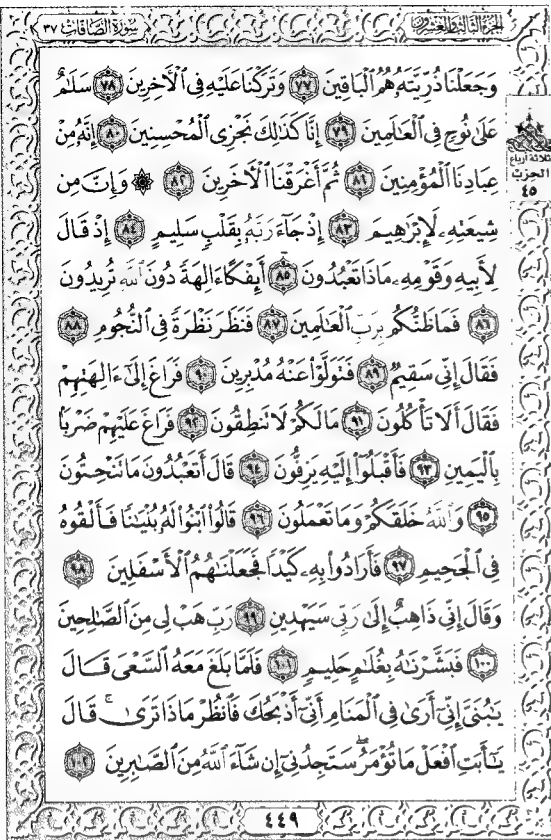 الجزء الثالث والعشرون
سورة الصافات ٣٧
وَجَعَلْنَا ذُرِّيَّتَهُۥ هُمُ ٱلْبَاقِينَ ٧٧ وَتَرَكْنَا عَلَيْهِ فِى ٱلْأَخِرِينَ ٧٨ سَلَٰمٌ
عَلَىٰ نُوحٍ فِى ٱلْعَٰلَمِينَ ٧٩ إِنَّا كَذَٰلِكَ نَجْزِى ٱلْمُحْسِنِينَ ٨٠ إِنَّهُۥ مِنْ
عِبَادِنَا ٱلْمُؤْمِنِينَ ٨١ ثُمَّ أَغْرَقْنَا ٱلْأَخَرِينَ ٨٢ ۞ وَإِنَّ مِن
شِيعَتِهِۦ لَإِبْرَٰهِيمَ ٨٣ إِذْ جَآءَ رَبَّهُۥ بِقَلْبٍ سَلِيمٍ ٨٤ إِذْ قَالَ
لِأَبِيهِ وَقَوْمِهِۦ مَاذَا تَعْبُدُونَ ٨٥ أَئِفْكًا ءَالِهَةً دُونَ ٱللَّهِ تُرِيدُونَ
٨٦ فَمَا ظَنُّكُم بِرَبِّ ٱلْعَٰلَمِينَ ٨٧ فَنَظَرَ نَظْرَةً فِى ٱلنُّجُومِ ٨٨
فَقَالَ إِنِّى سَقِيمٌ ٨٩ فَتَوَلَّوْا۟ عَنْهُ مُدْبِرِينَ ٩٠ فَرَاغَ إِلَىٰٓ ءَالِهَتِهِمْ
فَقَالَ أَلَا تَأْكُلُونَ ٩١ مَا لَكُمْ لَا تَنطِقُونَ ٩٢ فَرَاغَ عَلَيْهِمْ ضَرْبًۢا
بِٱلْيَمِينِ ٩٣ فَأَقْبَلُوٓا۟ إِلَيْهِ يَزِفُّونَ ٩٤ قَالَ أَتَعْبُدُونَ مَا تَنْحِتُونَ
٩٥ وَٱللَّهُ خَلَقَكُمْ وَمَا تَعْمَلُونَ ٩٦ قَالُوا۟ ٱبْنُوا۟ لَهُۥ بُنْيَٰنًا فَأَلْقُوهُ
فِى ٱلْجَحِيمِ ٩٧ فَأَرَادُوا۟ بِهِۦ كَيْدًا فَجَعَلْنَٰهُمُ ٱلْأَسْفَلِينَ ٩٨
وَقَالَ إِنِّى ذَاهِبٌ إِلَىٰ رَبِّى سَيَهْدِينِ ٩٩ رَبِّ هَبْ لِى مِنَ ٱلصَّٰلِحِينَ
١٠٠ فَبَشَّرْنَٰهُ بِغُلَٰمٍ حَلِيمٍ ١٠١ فَلَمَّا بَلَغَ مَعَهُ ٱلسَّعْىَ قَالَ
يَٰبُنَىَّ إِنِّىٓ أَرَىٰ فِى ٱلْمَنَامِ أَنِّىٓ أَذْبَحُكَ فَٱنظُرْ مَاذَا تَرَىٰ ۚ قَالَ
يَٰٓأَبَتِ ٱفْعَلْ مَا تُؤْمَرُ ۖ سَتَجِدُنِىٓ إِن شَآءَ ٱللَّهُ مِنَ ٱلصَّٰبِرِينَ ١٠٢
ثلاثة أرباع
الحزب
٤٥
٤٤٩